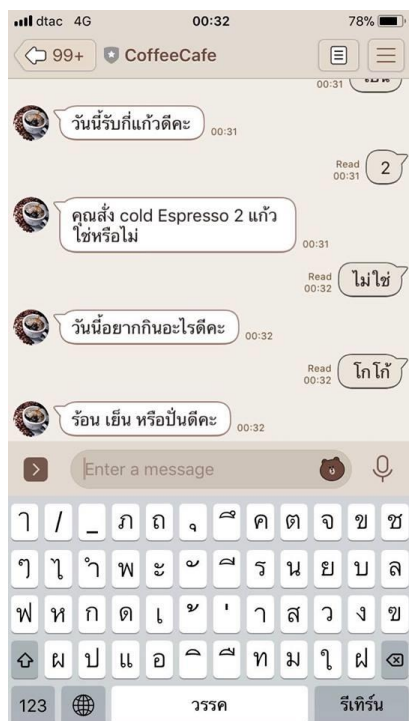 dtac 4G 00:32 78%
99+ CoffeeCafe
เย็น
00:31
วันนี้รับกี่แก้วดีคะ 00:31
Read
00:31 2
คุณสั่ง cold Espresso 2 แก้ว
ใช่หรือไม่ 00:31
Read
00:32 ไม่ใช่
วันนี้อยากกินอะไรดีคะ 00:32
Read
00:32 โกโก้
ร้อน เย็น หรือปั่นดีคะ 00:32
Enter a message
ๅ / _ ภ ถ ุ ึ ค ต จ ข ช
ๆ ไ ำ พ ะ ั ี ร น ย บ ล
ฟ ห ก ด เ ้ ่ า ส ว ง ฃ
ผ ป แ อ ิ ื ท ม ใ ฝ
123 วรรค รีเทิร์น